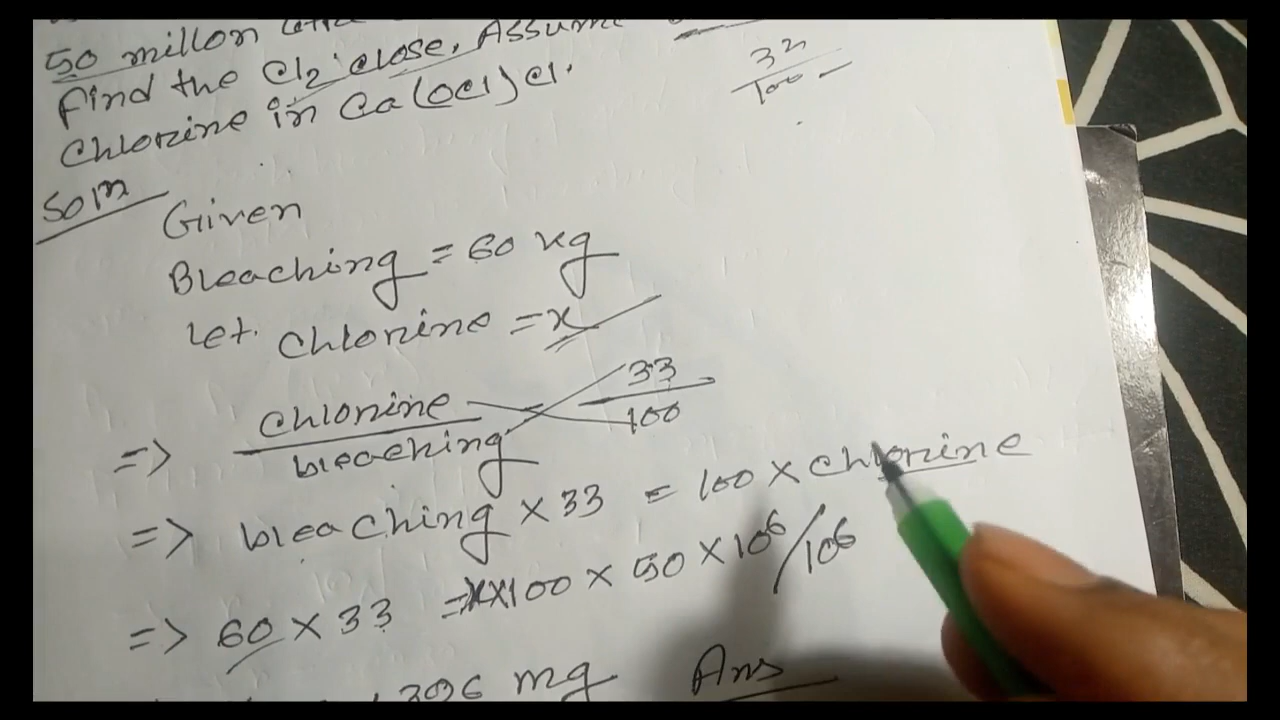 50 millon
Find the Cl2 dose, Assume
Chlorine in Ca(OCl)Cl.
33
100
Soln
Given
Bleaching = 60 kg
Let. Chlorine = x
=> Chlorine / bleaching = 33 / 100
=> bleaching × 33 = 100 × chlorine
=> 60 × 33 = x × 100 × 50 × 10^6 / 10^6
396 mg Ans